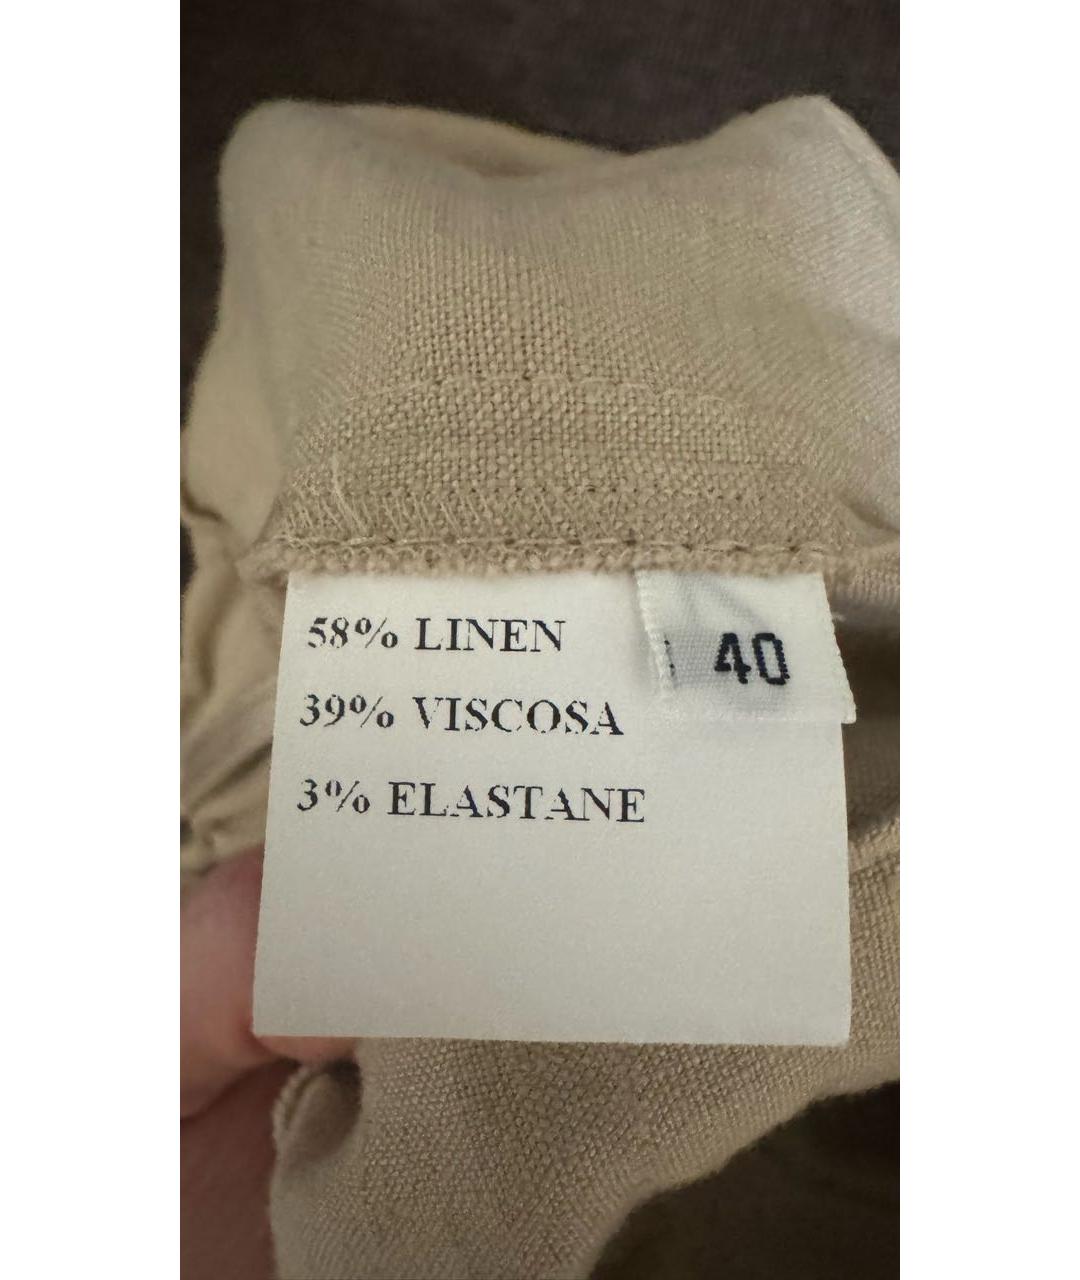 58% LINEN
40
39% VISCOSA
3% ELASTANE